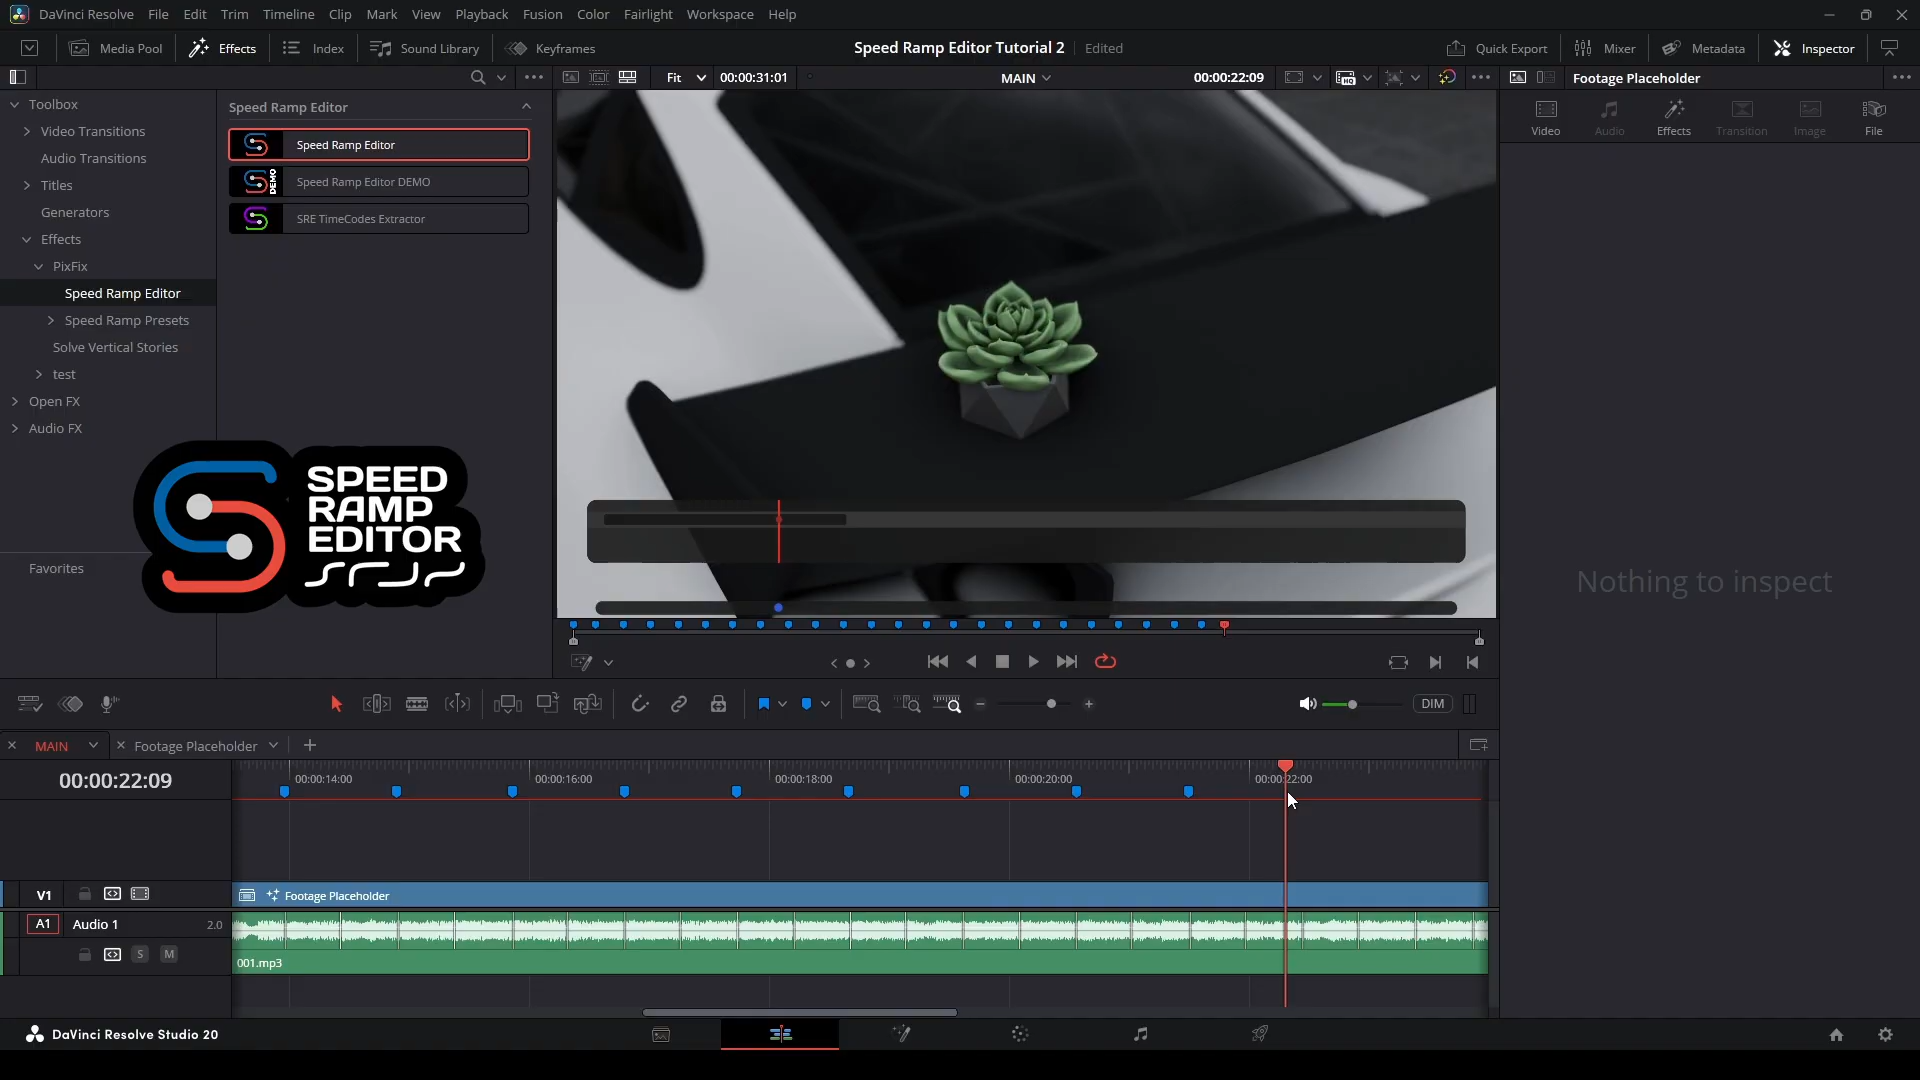 DaVinci Resolve File Edit Trim Timeline Clip Mark View Playback Fusion Color Fairlight Workspace Help
Media Pool Effects Index Sound Library Keyframes Speed Ramp Editor Tutorial 2 Edited Quick Export Mixer Metadata Inspector
Fit 00:00:31:01 MAIN 00:00:22:09 HQ Footage Placeholder
Toolbox
Video Transitions
Audio Transitions
Titles
Generators
Effects
PixFix
Speed Ramp Editor
Speed Ramp Presets
Solve Vertical Stories
test
Open FX
Audio FX
Favorites
Speed Ramp Editor
Speed Ramp Editor
DEMO Speed Ramp Editor DEMO
SRE TimeCodes Extractor
SPEED
RAMP
EDITOR
Video Audio Effects Transition Image File
Nothing to inspect
DIM
MAIN Footage Placeholder
00:00:22:09
00:00:14:00 00:00:16:00 00:00:18:00 00:00:20:00 00:00:22:00
V1 Footage Placeholder
A1 Audio 1 2.0
S M
001.mp3
DaVinci Resolve Studio 20